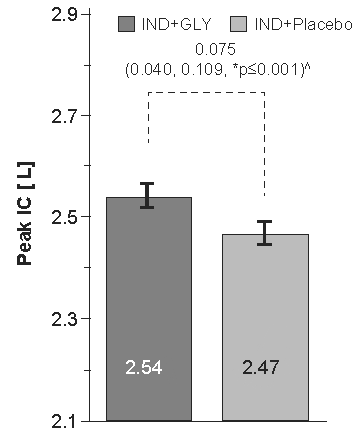 2.9
IND+GLY IND+Placebo
0.075
(0.040, 0.109, *p≤0.001)^
2.7
2.5
2.3
2.1
Peak IC [ L]
2.54 2.47